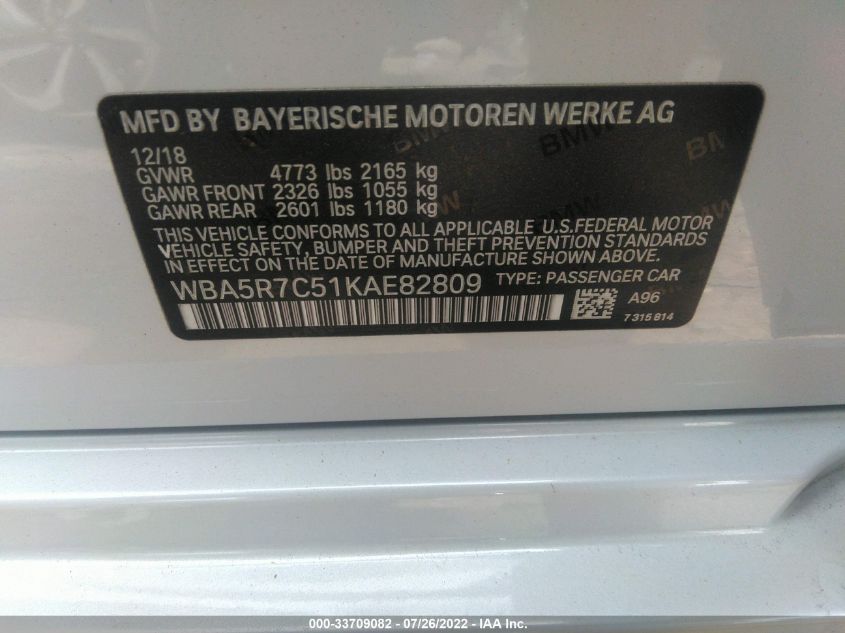 MFD BY BAYERISCHE MOTOREN WERKE AG
12/18
GVWR 4773 lbs 2165 kg
GAWR FRONT 2326 lbs 1055 kg
GAWR REAR 2601 lbs 1180 kg
THIS VEHICLE CONFORMS TO ALL APPLICABLE U.S.FEDERAL MOTOR
VEHICLE SAFETY, BUMPER AND THEFT PREVENTION STANDARDS
IN EFFECT ON THE DATE OF MANUFACTURE SHOWN ABOVE.
WBA5R7C51KAE82809 TYPE: PASSENGER CAR
A96
7315814
BMW
BMW
000-33709082 - 07/26/2022 - IAA, Inc.